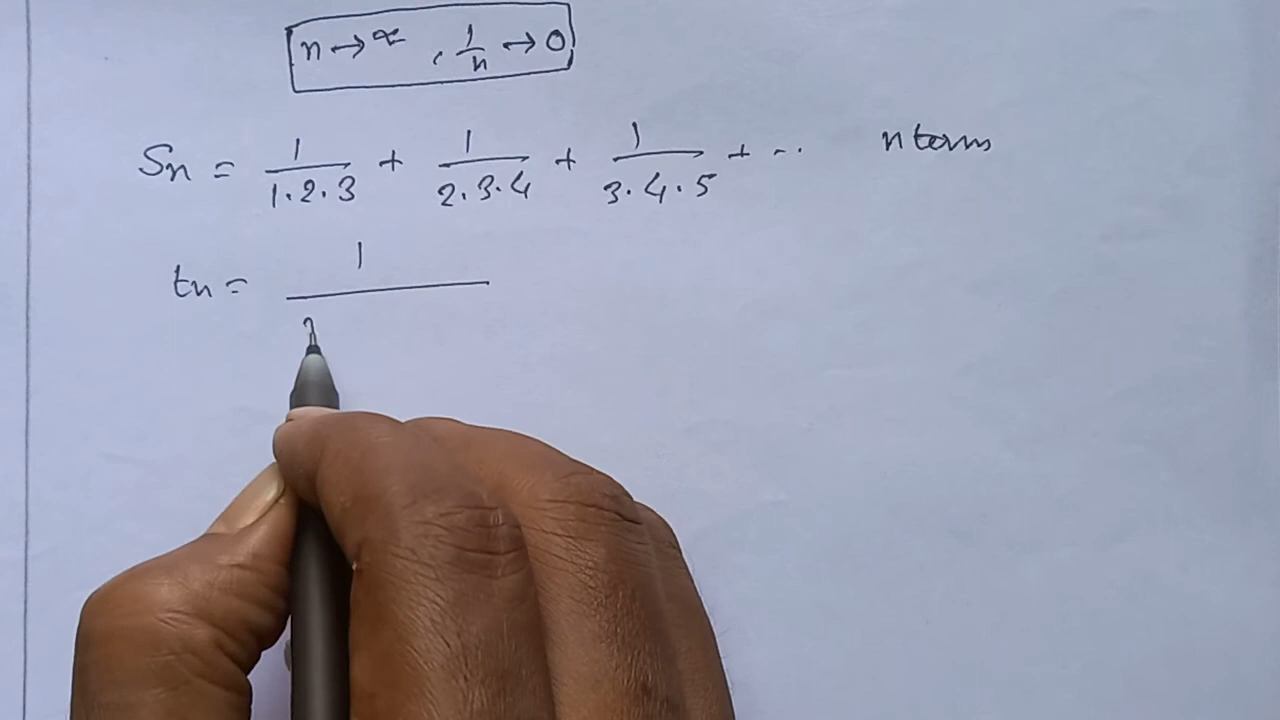 n → ∞ , 1/n → 0
Sn = 1/1.2.3 + 1/2.3.4 + 1/3.4.5 + .. n terms
tn = 1/